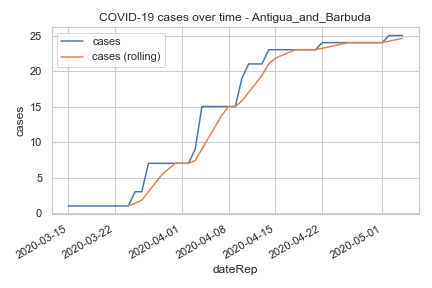 COVID-19 cases over time - Antigua_and_Barbuda
cases
cases (rolling)
25
20
15
10
5
0
cases
2020-03-15
2020-03-22
2020-04-01
2020-04-08
2020-04-15
2020-04-22
2020-05-01
dateRep